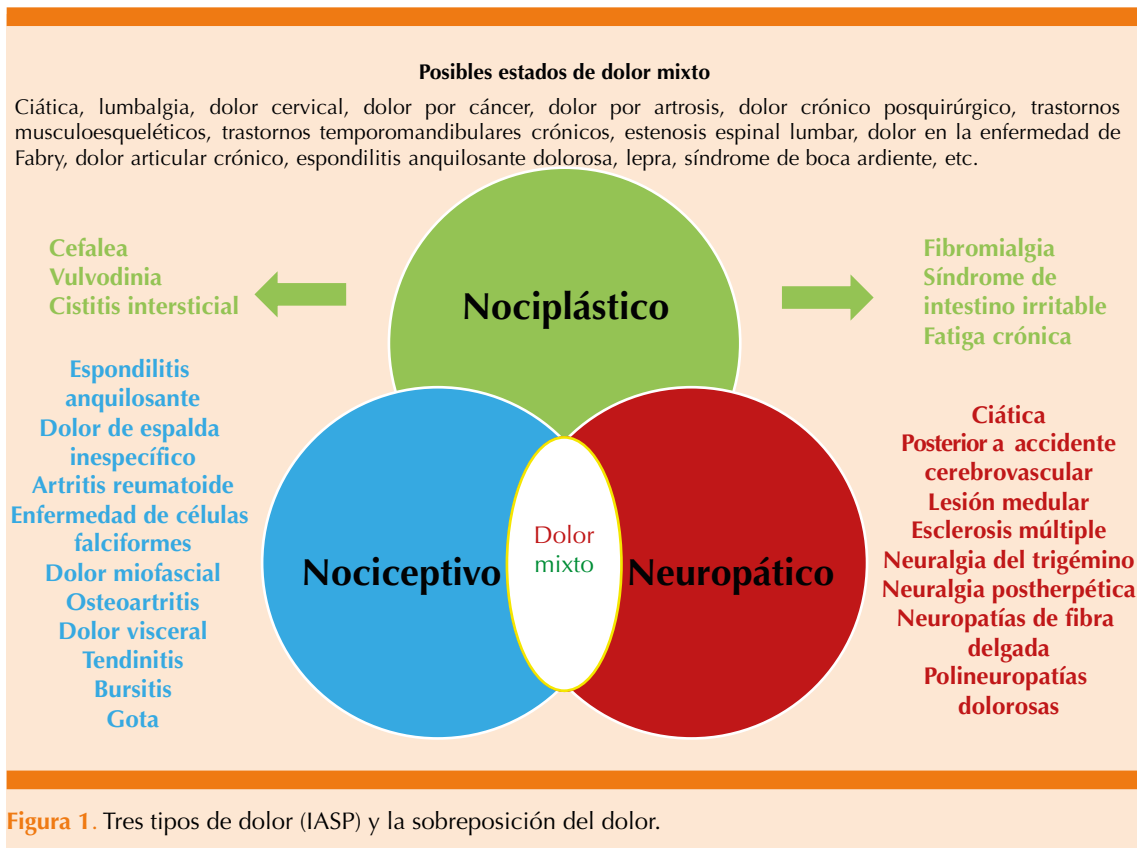 Posibles estados de dolor mixto
Ciática, lumbalgia, dolor cervical, dolor por cáncer, dolor por artrosis, dolor crónico posquirúrgico, trastornos
musculoesqueléticos, trastornos temporomandibulares crónicos, estenosis espinal lumbar, dolor en la enfermedad de
Fabry, dolor articular crónico, espondilitis anquilosante dolorosa, lepra, síndrome de boca ardiente, etc.
Cefalea
Vulvodinia
Cistitis intersticial
Nociplástico
Fibromialgia
Síndrome de
intestino irritable
Fatiga crónica
Espondilitis
anquilosante
Dolor de espalda
inespecífico
Artritis reumatoide
Enfermedad de células
falciformes
Dolor miofascial
Osteoartritis
Dolor visceral
Tendinitis
Bursitis
Gota
Nociceptivo
Dolor
mixto
Neuropático
Ciática
Posterior a accidente
cerebrovascular
Lesión medular
Esclerosis múltiple
Neuralgia del trigémino
Neuralgia postherpética
Neuropatías de fibra
delgada
Polineuropatías
dolorosas
Figura 1. Tres tipos de dolor (IASP) y la sobreposición del dolor.